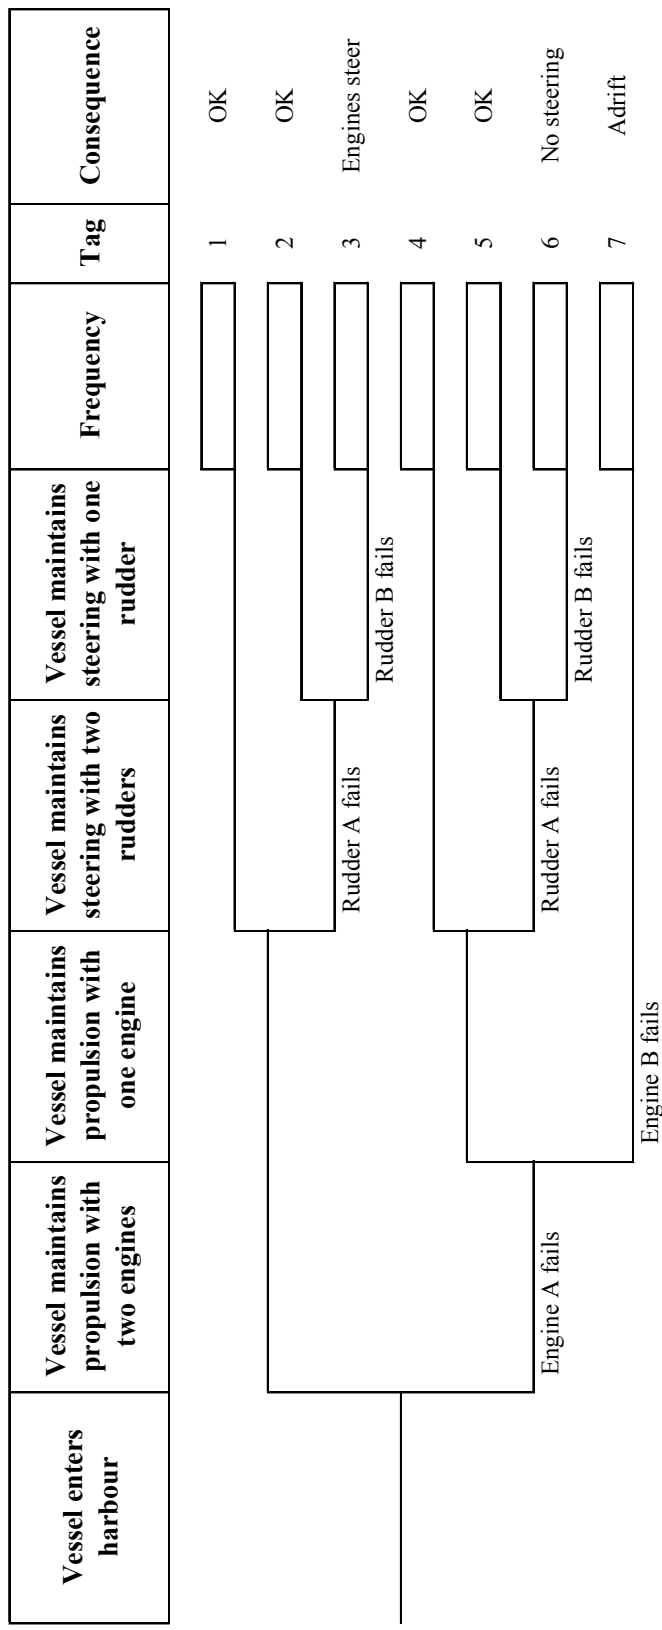 Vessel enters
harbour
Vessel maintains
propulsion with
two engines
Vessel maintains
propulsion with
one engine
Vessel maintains
steering with two
rudders
Vessel maintains
steering with one
rudder
Frequency
Tag
Consequence
1
OK
2
OK
Rudder A fails
3
Engines steer
Rudder B fails
4
OK
5
OK
Engine A fails
Rudder A fails
6
No steering
Rudder B fails
7
Adrift
Engine B fails